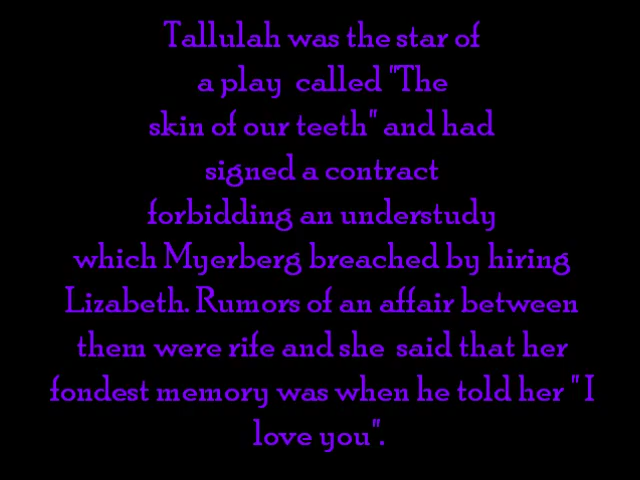 Tallulah was the star of
a play called "The
skin of our teeth" and had
signed a contract
forbidding an understudy
which Myerberg breached by hiring
Lizabeth. Rumors of an affair between
them were rife and she said that her
fondest memory was when he told her " I
love you".